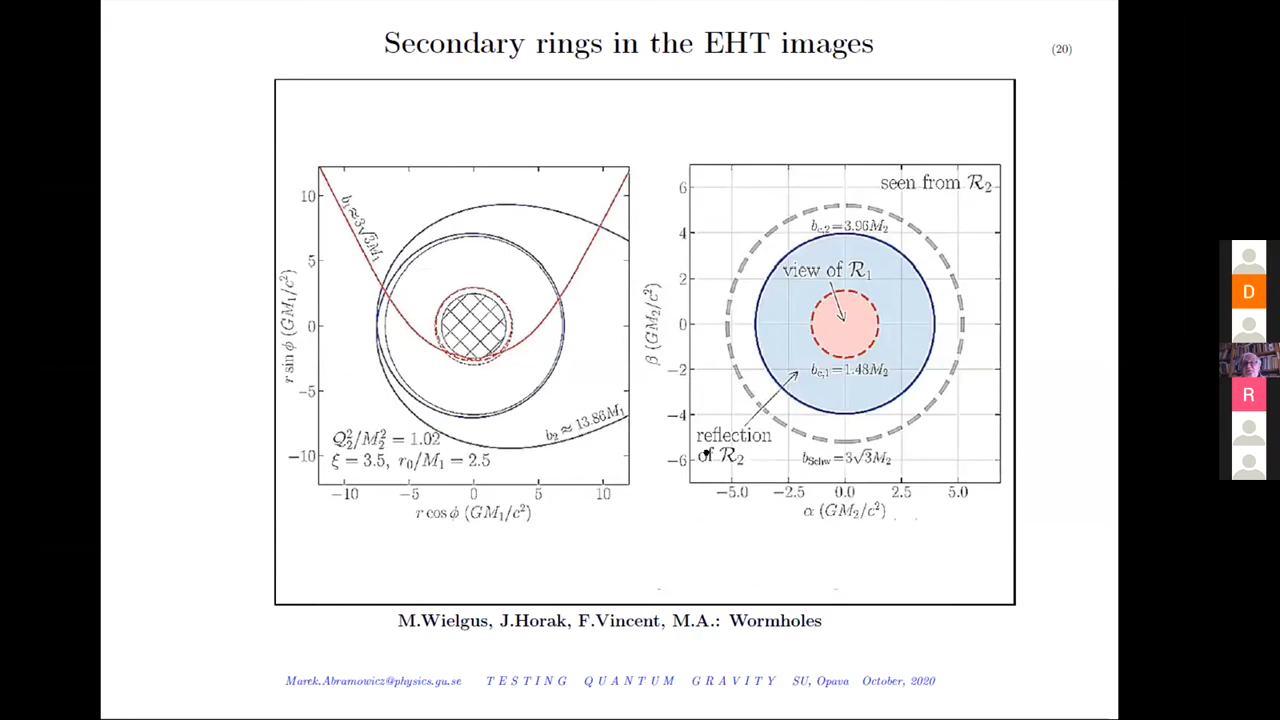 Secondary rings in the EHT images
(20)
10
5
0
−5
−10
r sin ϕ (GM₁/c²)
b₁≈3√3M₁
b₂ ≈ 13.86M₁
Q₂²/M₂² = 1.02
ξ = 3.5, r₀/M₁ = 2.5
−10
−5
0
5
10
r cos ϕ (GM₁/c²)
6
4
2
0
−2
−4
−6
β (GM₂/c²)
seen from R₂
b_c,2 = 3.96M₂
view of R₁
b_c,1 = 1.48M₂
reflection
of R₂
b_Schw = 3√3M₂
−5.0
−2.5
0.0
2.5
5.0
α (GM₂/c²)
M.Wielgus, J.Horak, F.Vincent, M.A.: Wormholes
Marek.Abramowicz@physics.gu.se TESTING QUANTUM GRAVITY SU, Opava October, 2020
D
R